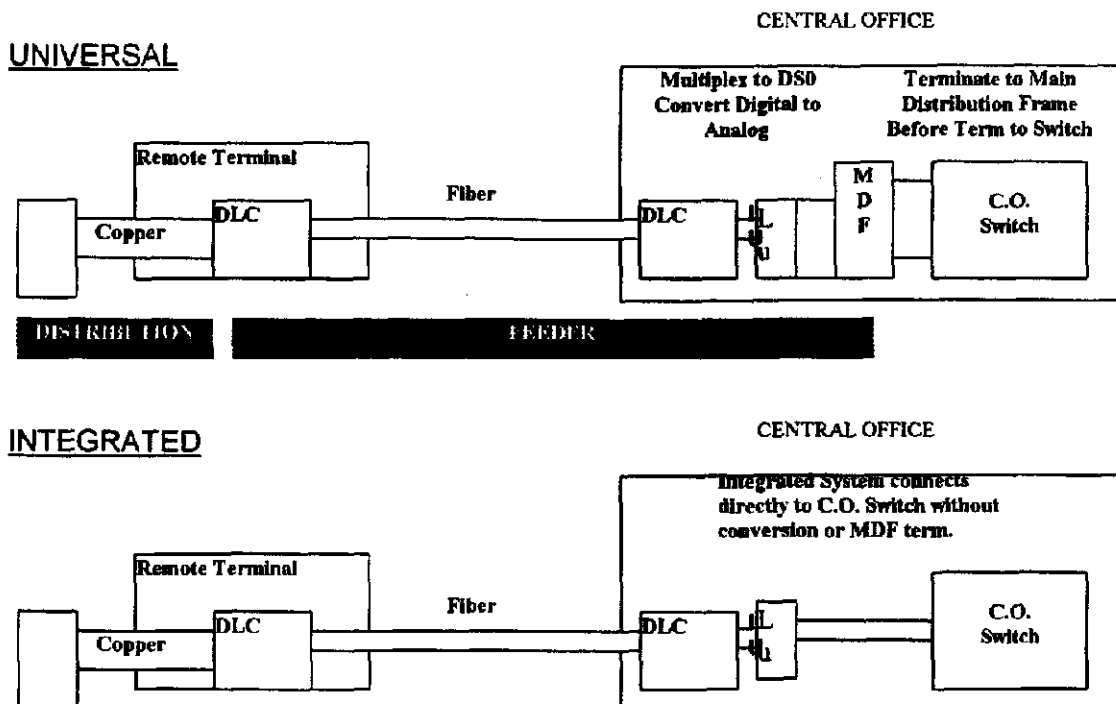 CENTRAL OFFICE
UNIVERSAL
Multiplex to DS0
Convert Digital to
Analog
Terminate to Main
Distribution Frame
Before Term to Switch
Remote Terminal
Fiber
M
D
F
DLC
Copper
DLC
L
u
C.O.
Switch
DISTRIBUTION
FEEDER
CENTRAL OFFICE
INTEGRATED
Integrated System connects
directly to C.O. Switch without
conversion or MDF term.
Remote Terminal
Fiber
DLC
Copper
DLC
L
u
C.O.
Switch